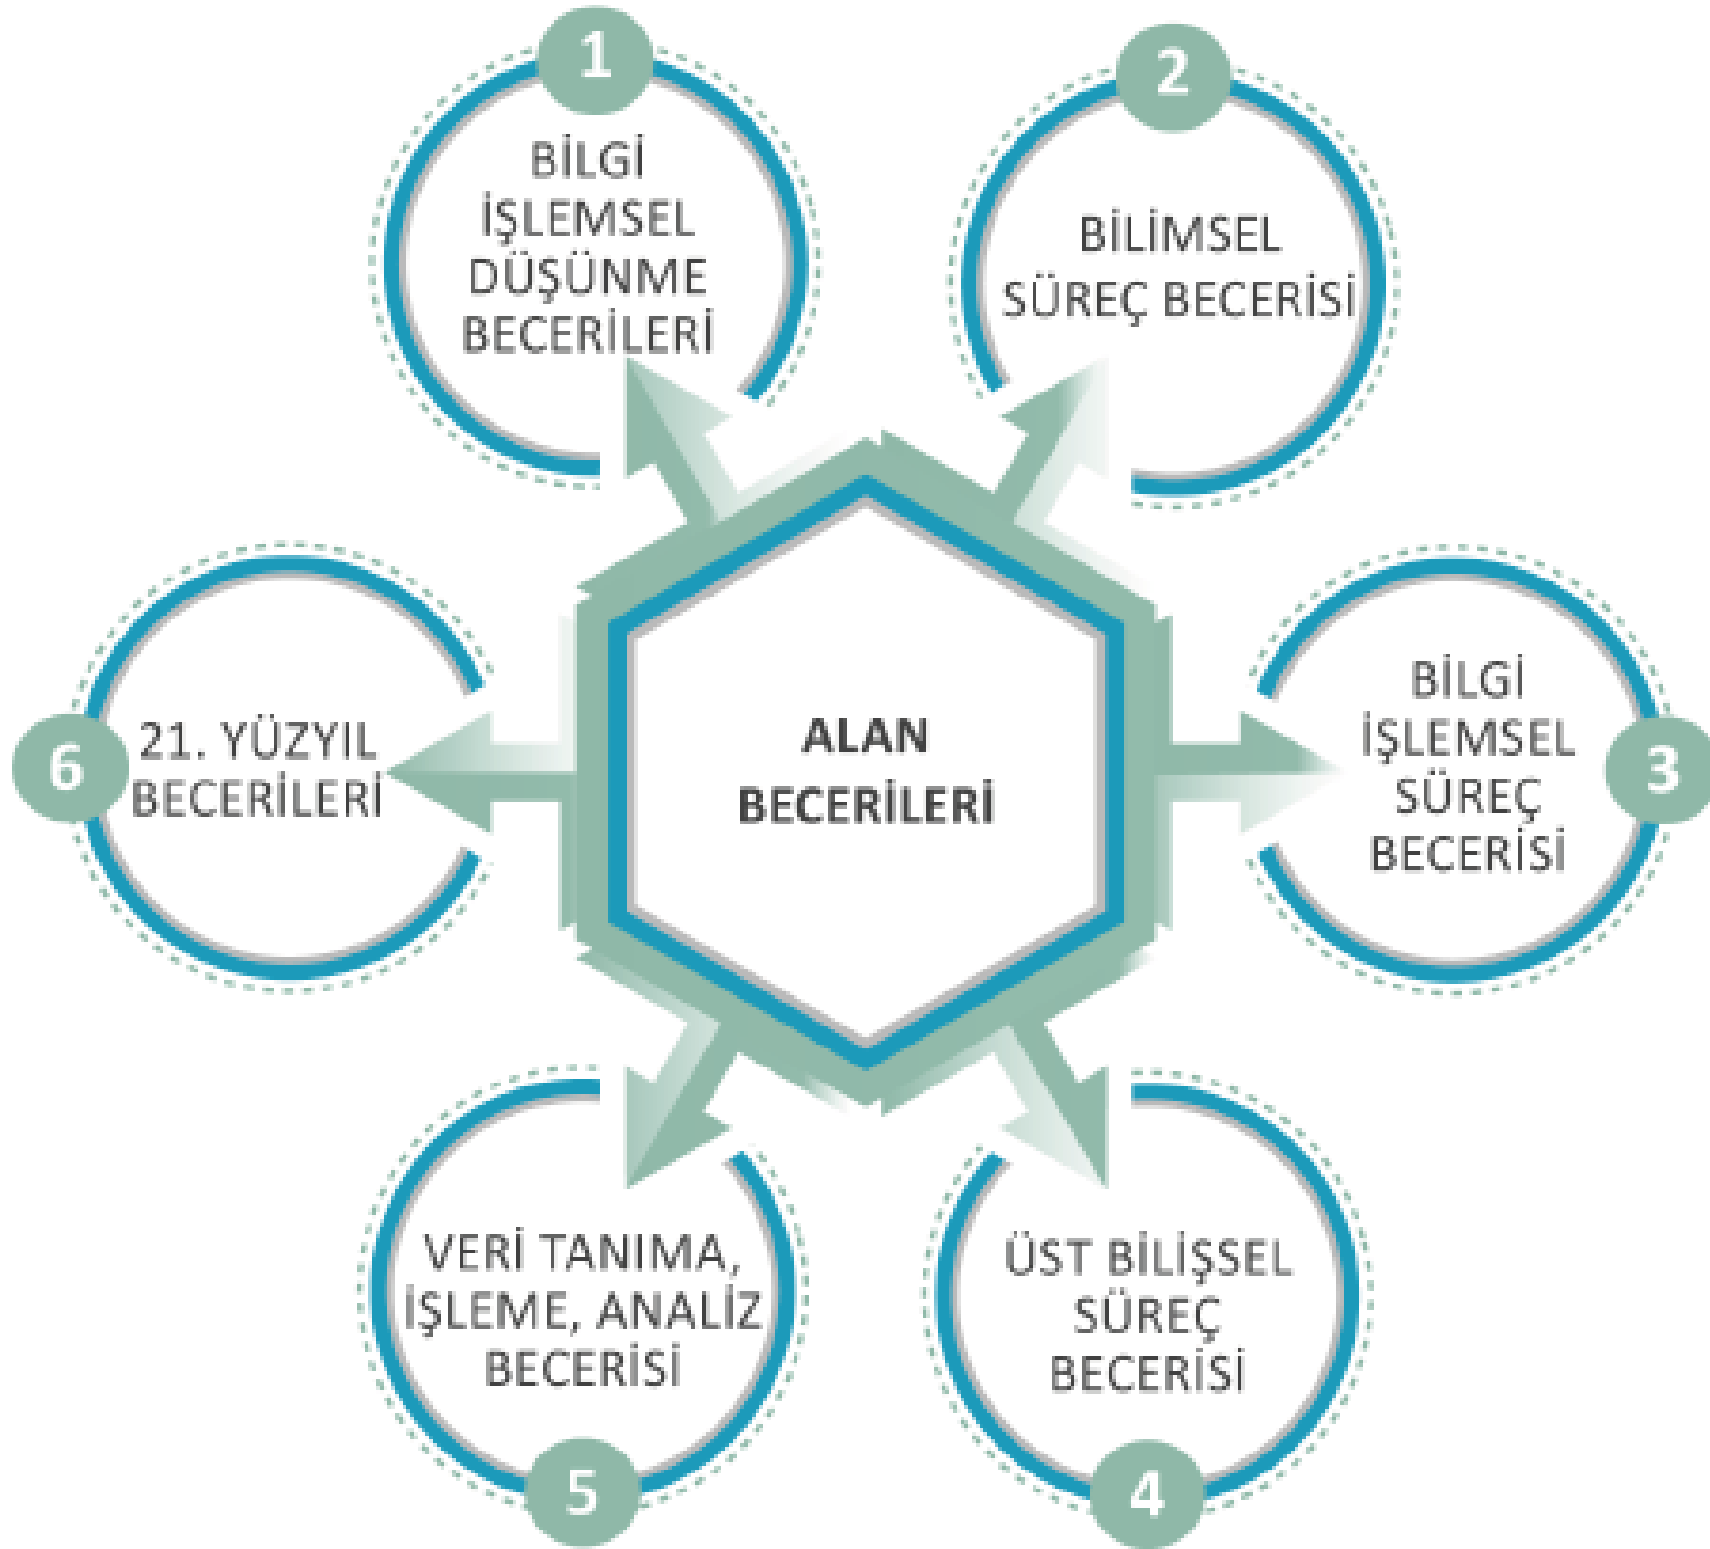 1
BİLGİ
İŞLEMSEL
DÜŞÜNME
BECERİLERİ
2
BİLİMSEL
SÜREÇ BECERİSİ
3
BİLGİ
İŞLEMSEL
SÜREÇ
BECERİSİ
4
ÜST BİLİŞSEL
SÜREÇ
BECERİSİ
5
VERİ TANIMA,
İŞLEME, ANALİZ
BECERİSİ
6
21. YÜZYIL
BECERİLERİ
ALAN
BECERİLERİ